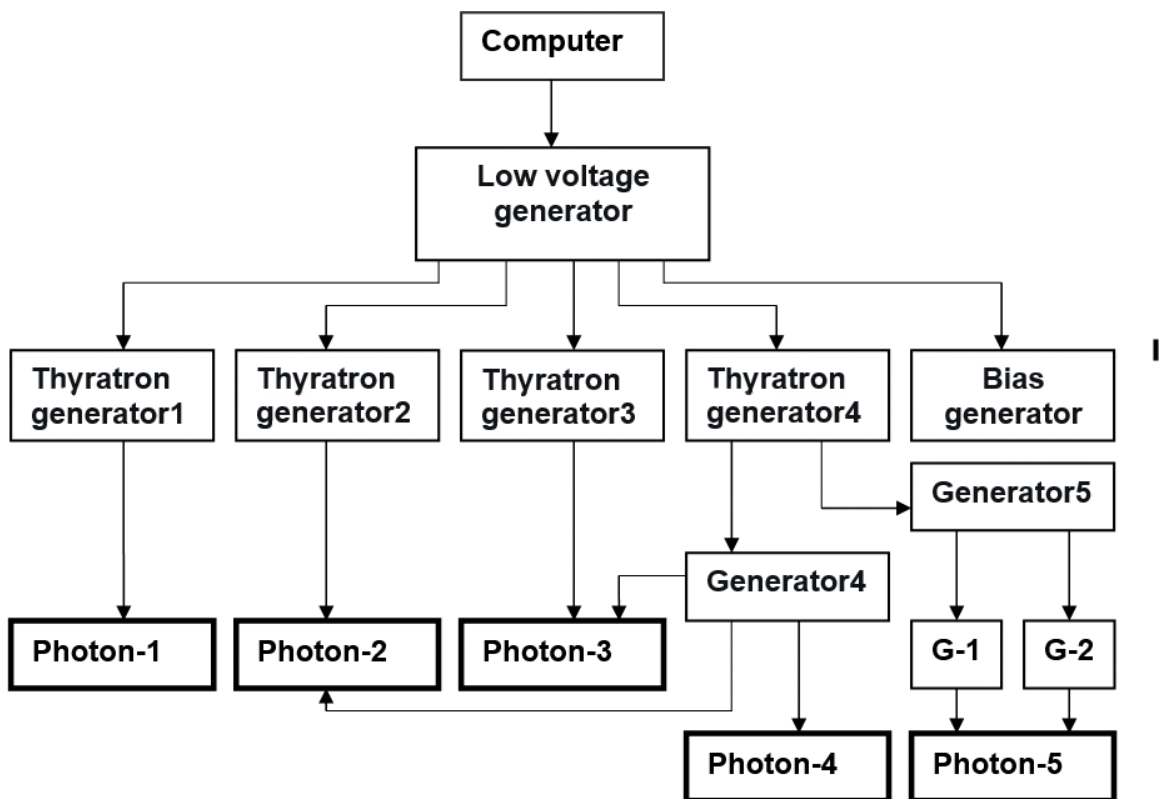 Computer
Low voltage
generator
Thyratron
generator1
Thyratron
generator2
Thyratron
generator3
Thyratron
generator4
Bias
generator
Generator5
Generator4
Photon-1
Photon-2
Photon-3
G-1
G-2
Photon-4
Photon-5